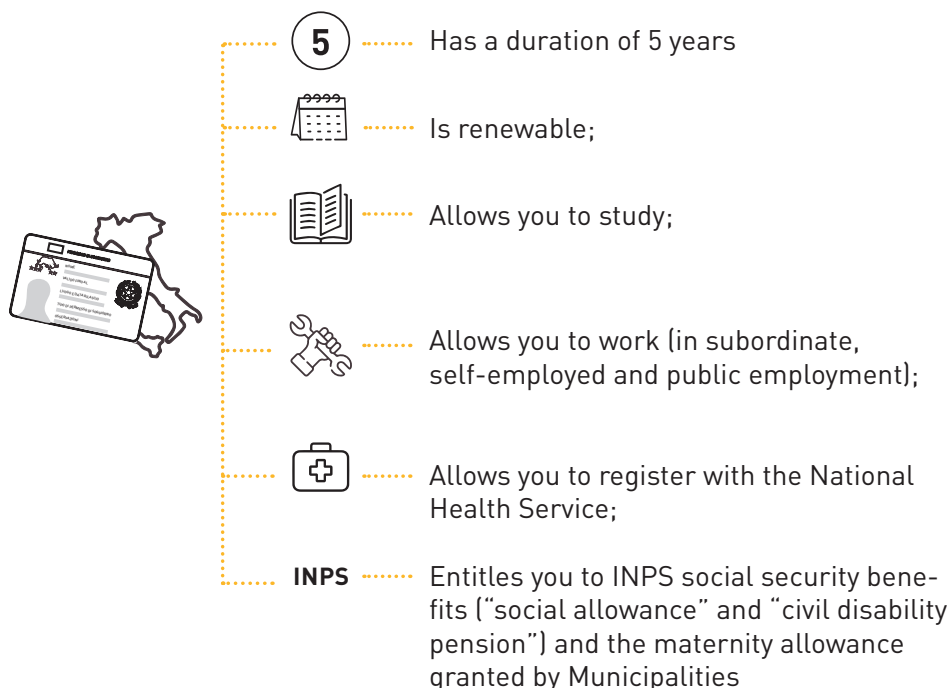 5
Has a duration of 5 years
Is renewable;
Allows you to study;
Allows you to work (in subordinate,
self-employed and public employment);
Allows you to register with the National
Health Service;
INPS
Entitles you to INPS social security bene-
fits (“social allowance” and “civil disability
pension”) and the maternity allowance
granted by Municipalities